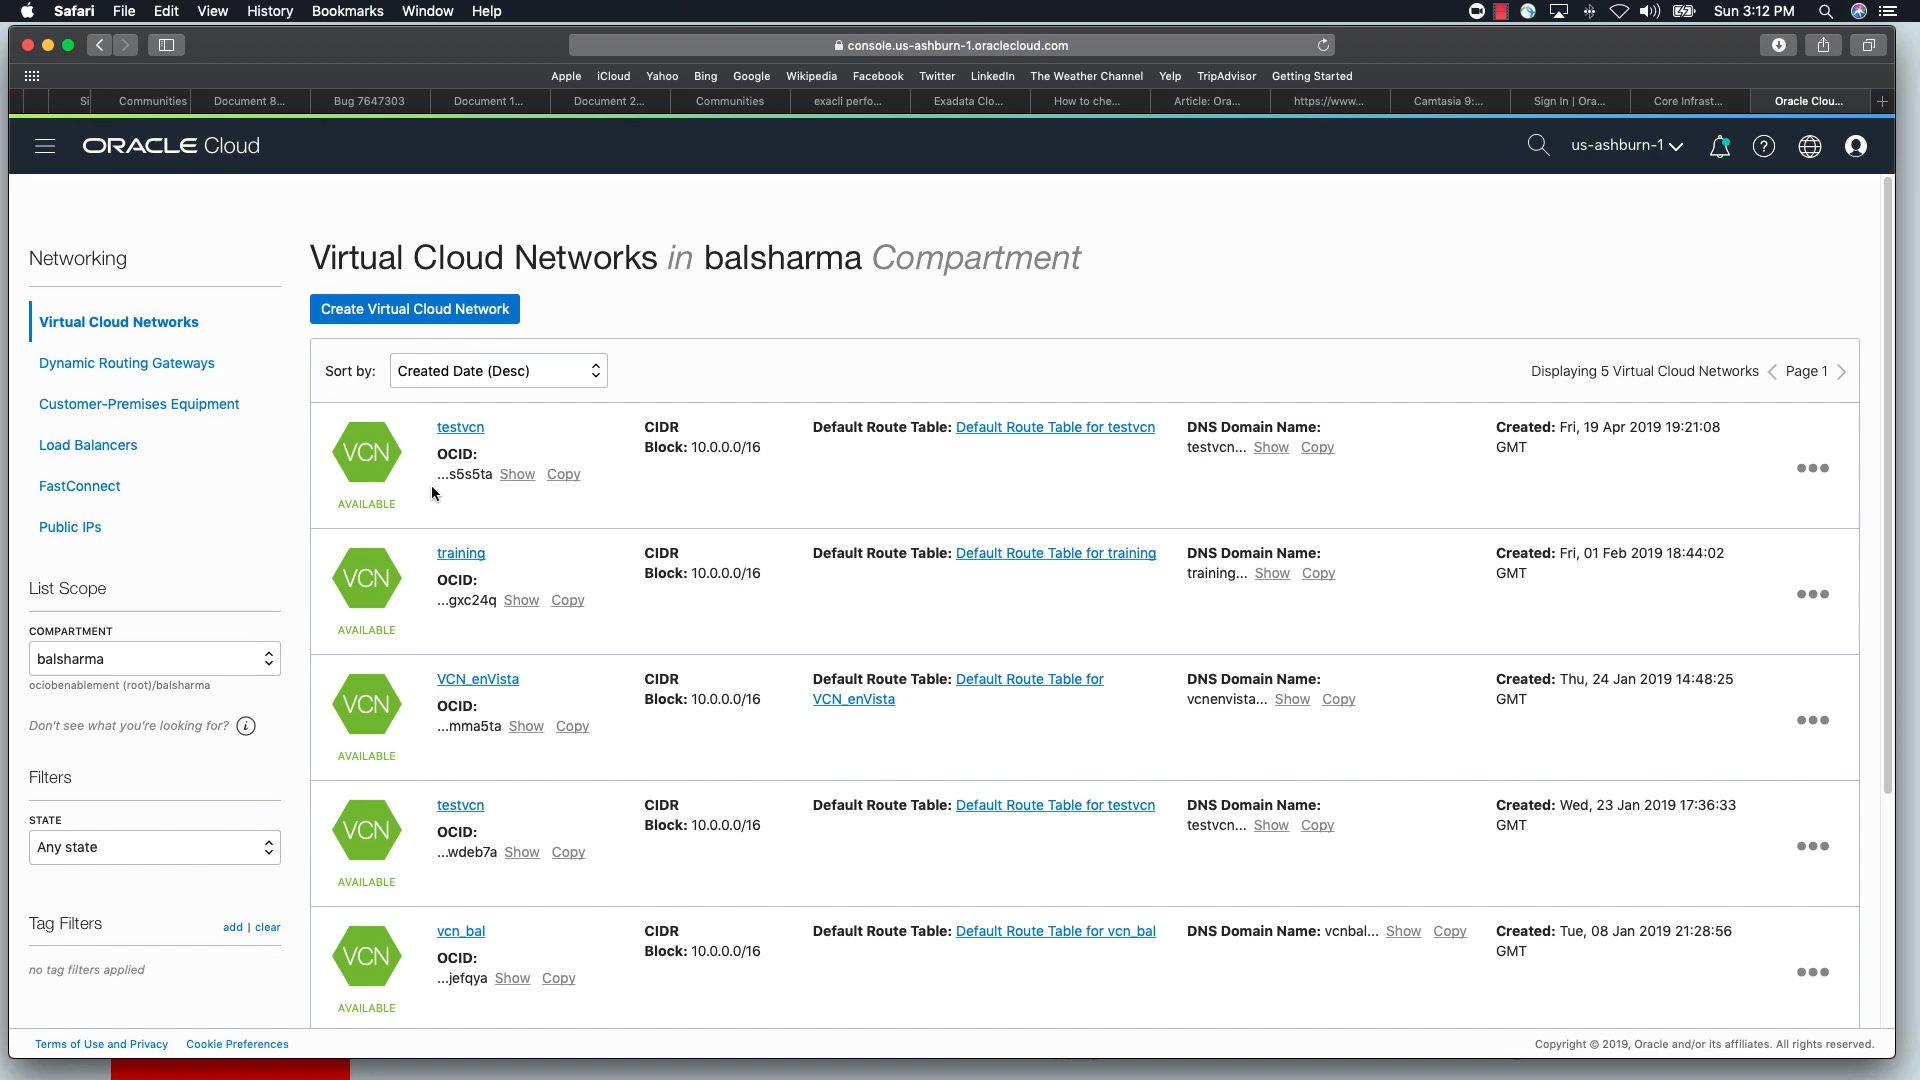 Safari File Edit View History Bookmarks Window Help
Sun 3:12 PM
console.us-ashburn-1.oraclecloud.com
Apple iCloud Yahoo Bing Google Wikipedia Facebook Twitter LinkedIn The Weather Channel Yelp TripAdvisor Getting Started
Si Communities Document 8... Bug 7647303 Document 1... Document 2... Communities exacli perfo... Exadata Clo... How to che... Article: Ora... https://www... Camtasia 9:... Sign In | Ora... Core Infrast... Oracle Clou...
ORACLE Cloud
us-ashburn-1
Networking
Virtual Cloud Networks
Dynamic Routing Gateways
Customer-Premises Equipment
Load Balancers
FastConnect
Public IPs
List Scope
COMPARTMENT
balsharma
ociobenablement (root)/balsharma
Don't see what you're looking for? i
Filters
STATE
Any state
Tag Filters add | clear
no tag filters applied
Virtual Cloud Networks in balsharma Compartment
Create Virtual Cloud Network
Sort by: Created Date (Desc)
Displaying 5 Virtual Cloud Networks < Page 1 >
VCN
AVAILABLE
testvcn
OCID:
...s5s5ta Show Copy
CIDR
Block: 10.0.0.0/16
Default Route Table: Default Route Table for testvcn
DNS Domain Name:
testvcn... Show Copy
Created: Fri, 19 Apr 2019 19:21:08
GMT
VCN
AVAILABLE
training
OCID:
...gxc24q Show Copy
CIDR
Block: 10.0.0.0/16
Default Route Table: Default Route Table for training
DNS Domain Name:
training... Show Copy
Created: Fri, 01 Feb 2019 18:44:02
GMT
VCN
AVAILABLE
VCN_enVista
OCID:
...mma5ta Show Copy
CIDR
Block: 10.0.0.0/16
Default Route Table: Default Route Table for
VCN_enVista
DNS Domain Name:
vcnenvista... Show Copy
Created: Thu, 24 Jan 2019 14:48:25
GMT
VCN
AVAILABLE
testvcn
OCID:
...wdeb7a Show Copy
CIDR
Block: 10.0.0.0/16
Default Route Table: Default Route Table for testvcn
DNS Domain Name:
testvcn... Show Copy
Created: Wed, 23 Jan 2019 17:36:33
GMT
VCN
AVAILABLE
vcn_bal
OCID:
...jefqya Show Copy
CIDR
Block: 10.0.0.0/16
Default Route Table: Default Route Table for vcn_bal
DNS Domain Name: vcnbal... Show Copy
Created: Tue, 08 Jan 2019 21:28:56
GMT
Terms of Use and Privacy Cookie Preferences
Copyright © 2019, Oracle and/or its affiliates. All rights reserved.